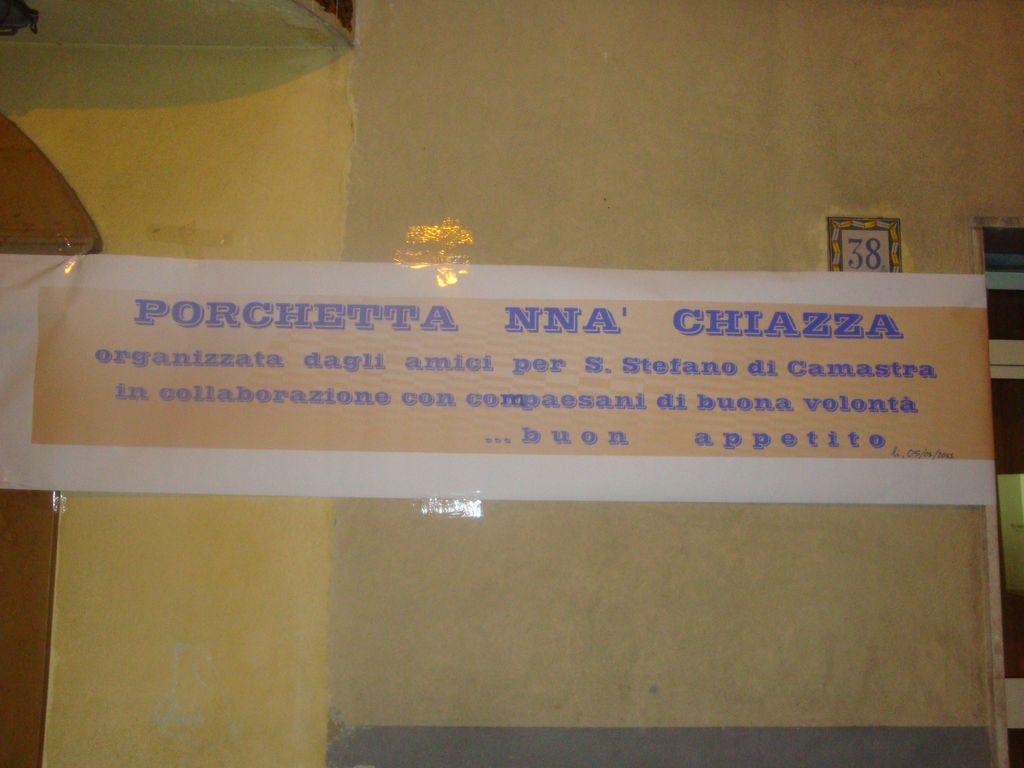 38
PORCHETTA NNA' CHIAZZA
organizzata dagli amici per S. Stefano di Camastra
in collaborazione con compaesani di buona volontà
...buon appetito